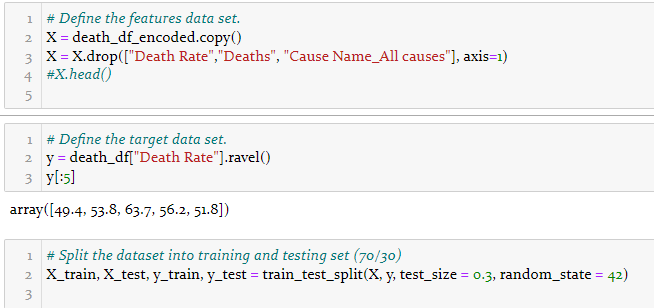 1 # Define the features data set.
2 X = death_df_encoded.copy()
3 X = X.drop(["Death Rate","Deaths", "Cause Name_All causes"], axis=1)
4 #X.head()
5
1 # Define the target data set.
2 y = death_df["Death Rate"].ravel()
3 y[:5]
array([49.4, 53.8, 63.7, 56.2, 51.8])
1 # Split the dataset into training and testing set (70/30)
2 X_train, X_test, y_train, y_test = train_test_split(X, y, test_size = 0.3, random_state = 42)
3